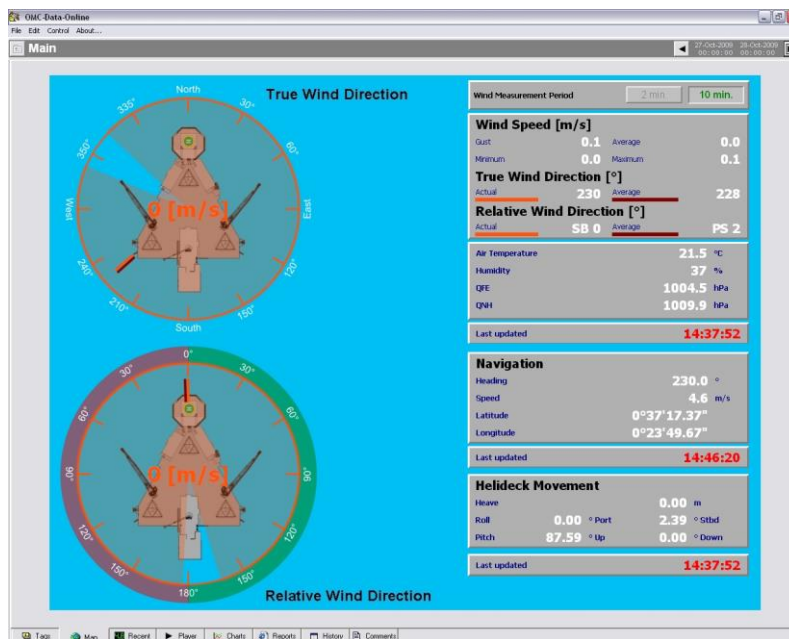 OMC-Data-Online
File Edit Control About...
Main
27-Oct-2009 28-Oct-2009
00:00:00 00:00:00
True Wind Direction
North
30°
60°
East
120°
150°
South
210°
240°
West
350°
335°
0 [m/s]
Wind Measurement Period 2 min 10 min.
Wind Speed [m/s]
Gust 0.1 Average 0.0
Minimum 0.0 Maximum 0.1
True Wind Direction [°]
Actual 230 Average 228
Relative Wind Direction [°]
Actual SB 0 Average PS 2
Air Temperature 21.5 °C
Humidity 37 %
QFE 1004.5 hPa
QNH 1009.9 hPa
Last updated 14:37:52
0°
30°
60°
90°
120°
150°
180°
150°
120°
90°
60°
30°
0 [m/s]
Relative Wind Direction
Navigation
Heading 230.0 °
Speed 4.6 m/s
Latitude 0°37'17.37"
Longitude 0°23'49.67"
Last updated 14:46:20
Helideck Movement
Heave 0.00 m
Roll 0.00 ° Port 2.39 ° Stbd
Pitch 87.59 ° Up 0.00 ° Down
Last updated 14:37:52
Tags Map Recent Player Charts Reports History Comments